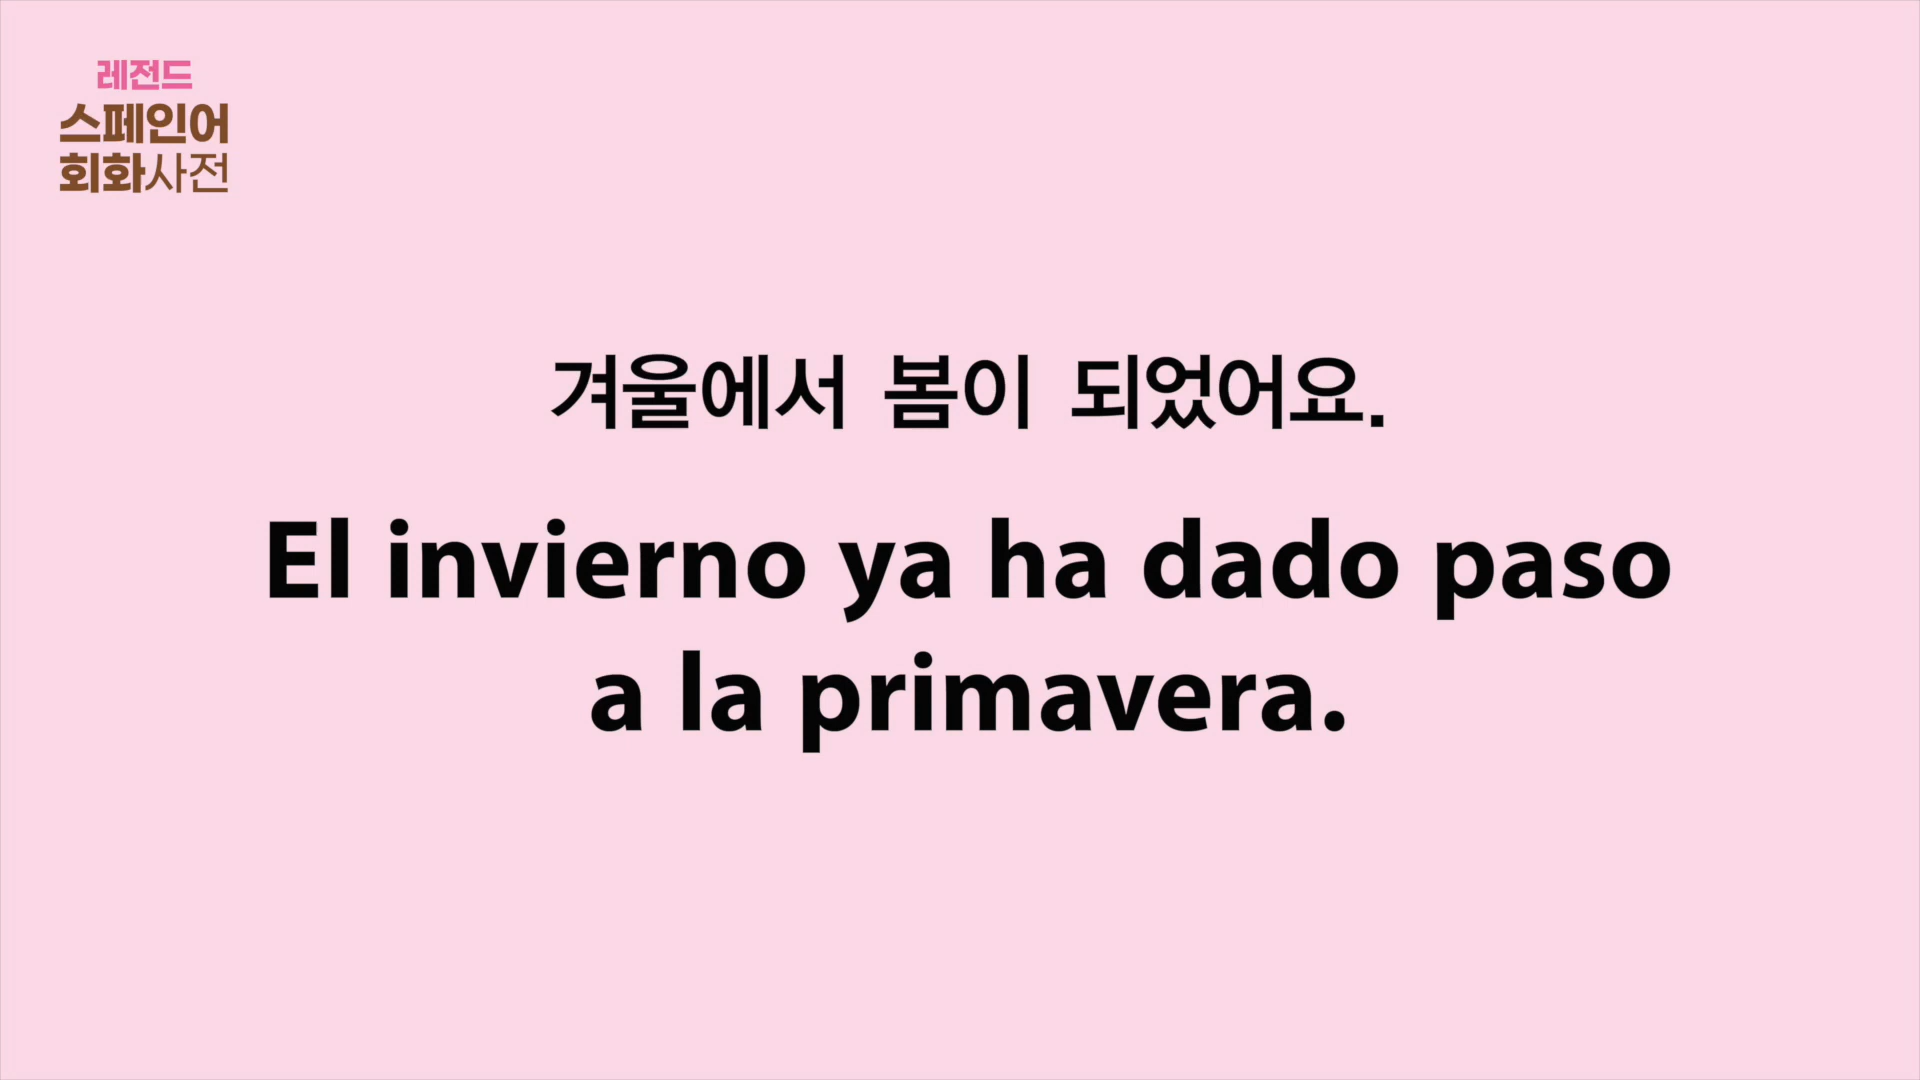 레전드
스페인어
회화사전
겨울에서 봄이 되었어요.
El invierno ya ha dado paso
a la primavera.